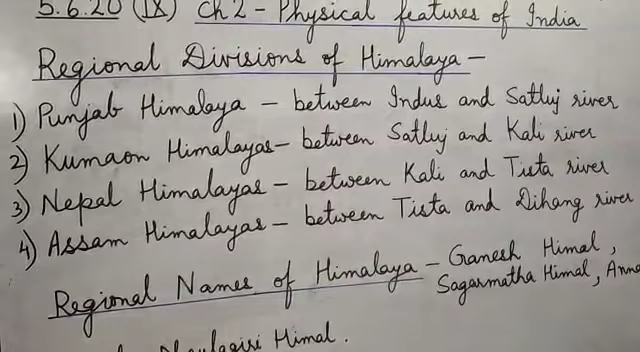 5.6.20 (IX) Ch 2 - Physical features of India
Regional Divisions of Himalaya -
1) Punjab Himalaya - between Indus and Satluj river
2) Kumaon Himalayas - between Satluj and Kali river
3) Nepal Himalayas - between Kali and Tista river
4) Assam Himalayas - between Tista and Dihang river
Regional Names of Himalaya - Ganesh Himal,
Sagarmatha Himal,
Himal.